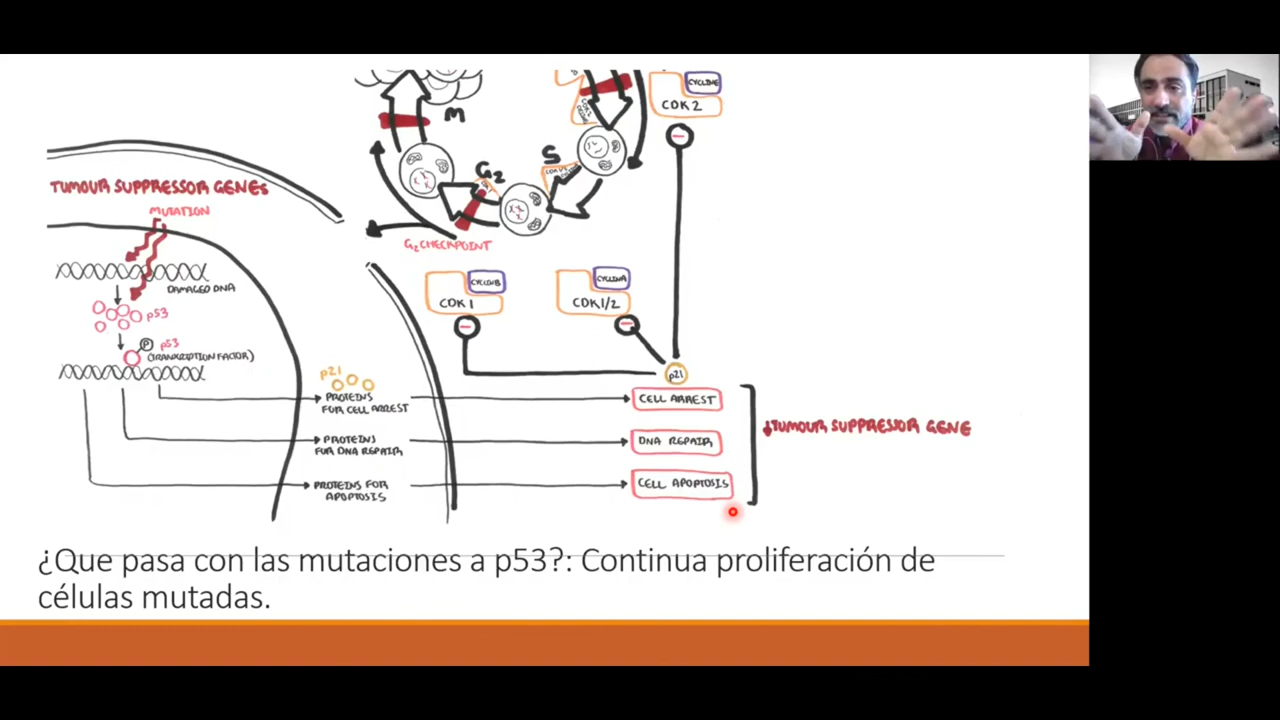 CYCLINE
CDK2
M
S
G2
TUMOUR SUPPRESSOR GENES
MUTATION
G2 CHECKPOINT
DAMAGED DNA
CYCLINB
CDK 1
CYCLINA
CDK1/2
p53
P
p53
(TRANSCRIPTION FACTOR)
p21
p21
PROTEINS
FOR CELL ARREST
CELL ARREST
↓TUMOUR SUPPRESSOR GENE
PROTEINS
FOR DNA REPAIR
DNA REPAIR
PROTEINS FOR
APOPTOSIS
CELL APOPTOSIS
¿Que pasa con las mutaciones a p53?: Continua proliferación de
células mutadas.